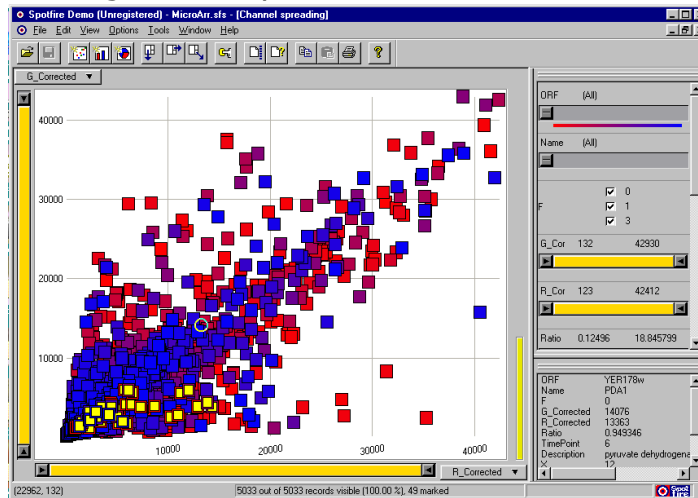 Spotfire Demo (Unregistered) - MicroArr.sfs - [Channel spreading]
File Edit View Options Tools Window Help
G_Corrected
40000
30000
20000
10000
10000 20000 30000 40000
R_Corrected
ORF (All)
Name (All)
0
F 1
3
G_Cor 132 42930
R_Cor 123 42412
Ratio 0.12496 18.845799
ORF YER178w
Name PDA1
F 0
G_Corrected 14076
R_Corrected 13363
Ratio 0.949346
TimePoint 6
Description pyruvate dehydrogena
X 12
(22962, 132) 5033 out of 5033 records visible (100.00 %), 49 marked